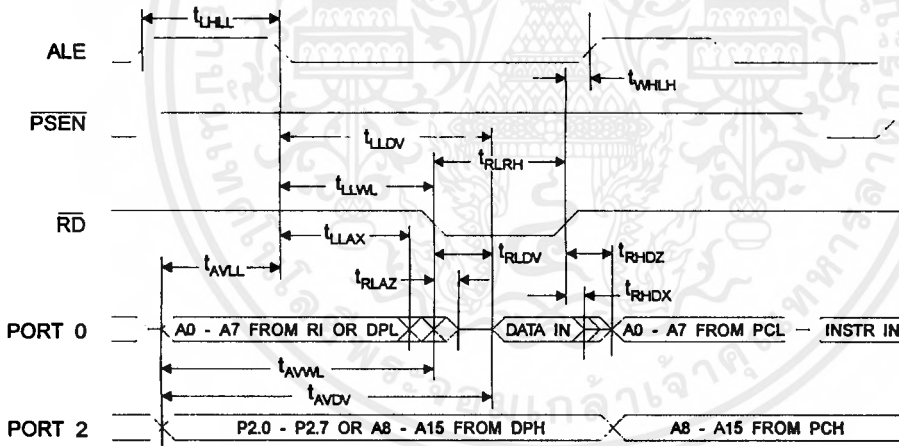 tLHLL
ALE
tWHLH
PSEN
tLLDV
tRLRH
tLLWL
RD
tLLAX
tAVLL
tRLDV
tRHDZ
tRLAZ
tRHDX
PORT 0
A0 - A7 FROM RI OR DPL
DATA IN
A0 - A7 FROM PCL
INSTR IN
tAVWL
tAVDV
PORT 2
P2.0 - P2.7 OR A8 - A15 FROM DPH
A8 - A15 FROM PCH